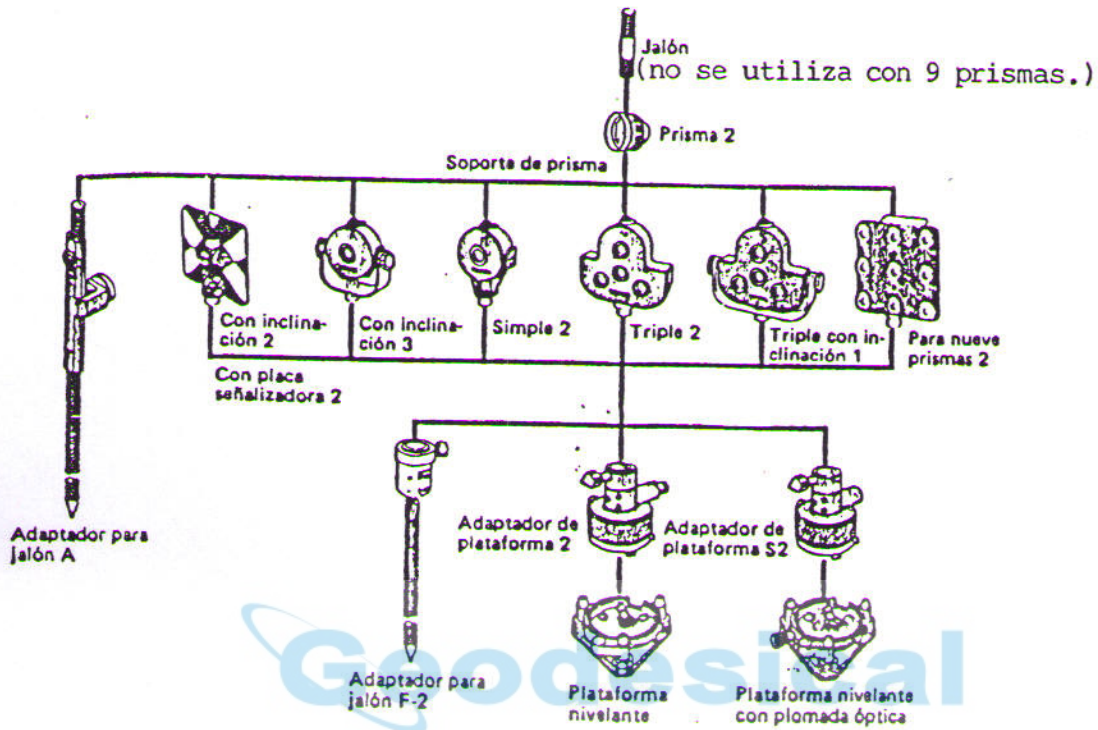 Jalón
(no se utiliza con 9 prismas.)
Prisma 2
Soporte de prisma
Con inclina-
ción 2
Con inclina-
ción 3
Simple 2
Triple 2
Triple con in-
clinación 1
Para nueve
prismas 2
Con placa
señalizadora 2
Adaptador para
jalón A
Adaptador de
plataforma 2
Adaptador de
plataforma S2
Adaptador para
jalón F-2
Plataforma
nivelante
Plataforma nivelante
con plomada óptica
Geodesical